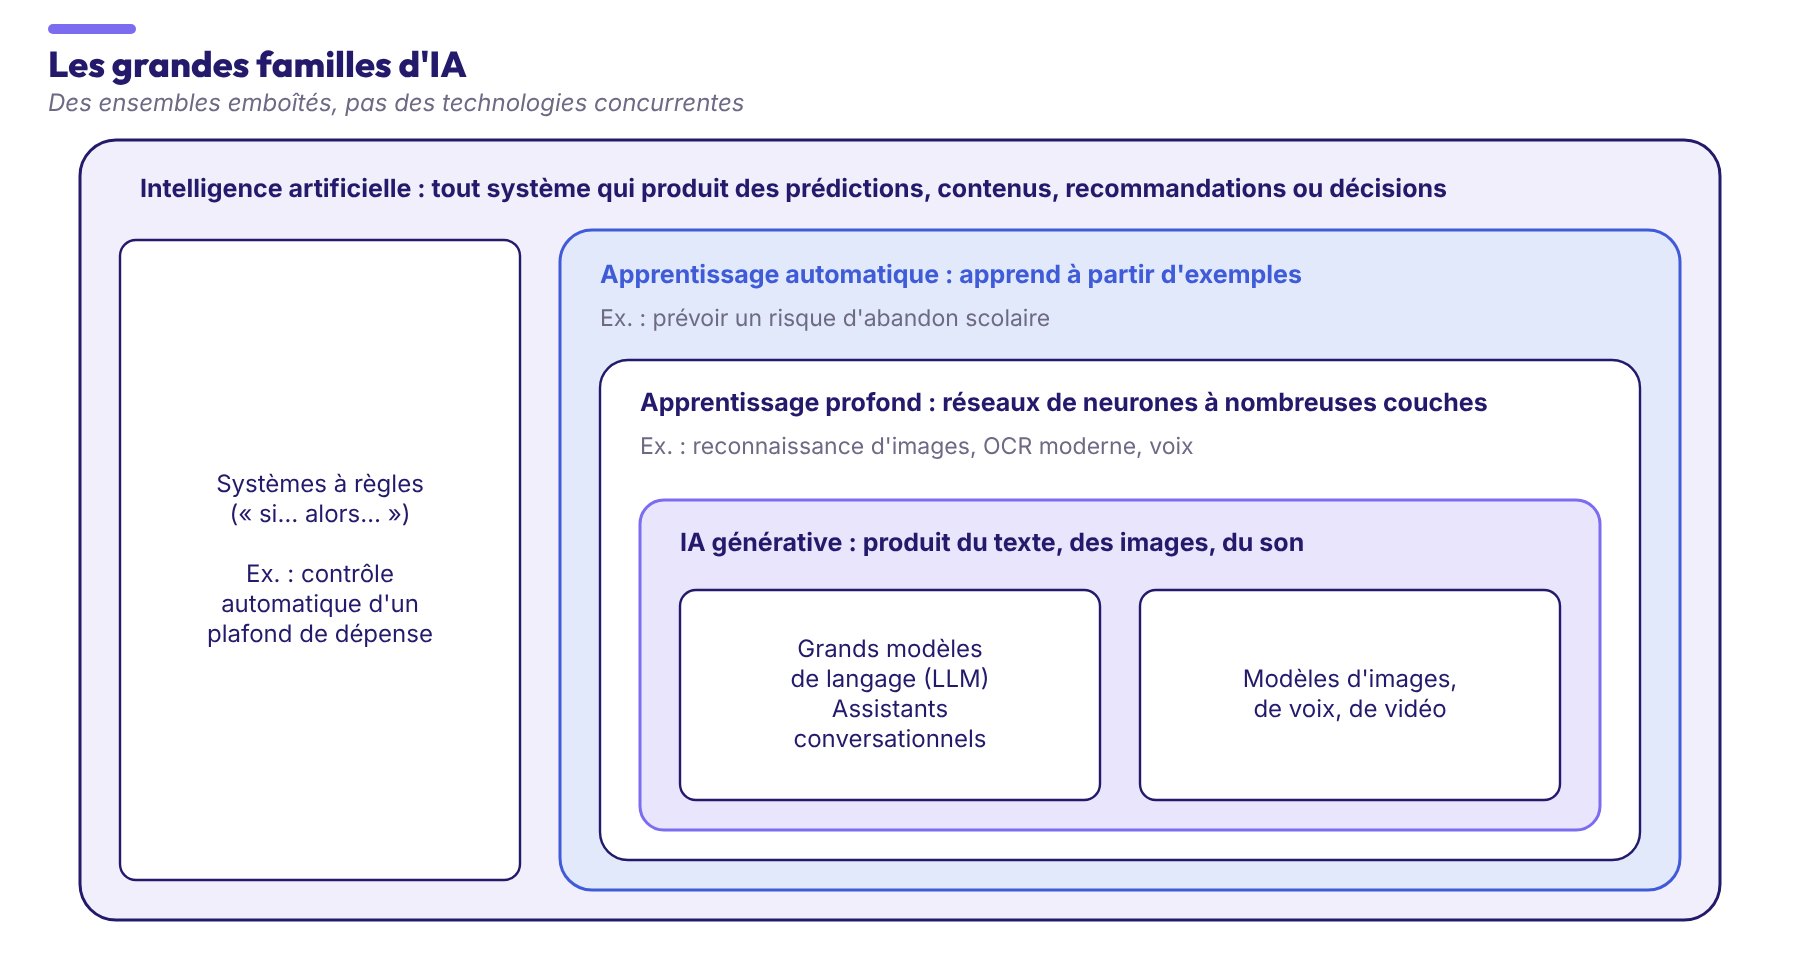 Les grandes familles d'IA
Des ensembles emboîtés, pas des technologies concurrentes
Intelligence artificielle : tout système qui produit des prédictions, contenus, recommandations ou décisions
Systèmes à règles
(« si... alors... »)
Ex. : contrôle
automatique d'un
plafond de dépense
Apprentissage automatique : apprend à partir d'exemples
Ex. : prévoir un risque d'abandon scolaire
Apprentissage profond : réseaux de neurones à nombreuses couches
Ex. : reconnaissance d'images, OCR moderne, voix
IA générative : produit du texte, des images, du son
Grands modèles
de langage (LLM)
Assistants
conversationnels
Modèles d'images,
de voix, de vidéo